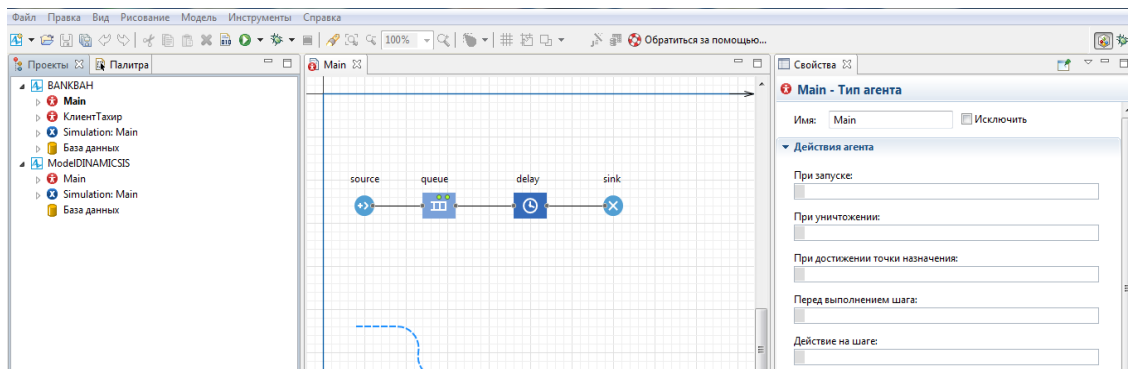 Файл Правка Вид Рисование Модель Инструменты Справка
100% Обратиться за помощью...
Проекты Палитра
BANKBAH
Main
КлиентТахир
Simulation: Main
База данных
ModelDINAMICSIS
Main
Simulation: Main
База данных
Main
source queue delay sink
Свойства
Main - Тип агента
Имя: Main Исключить
Действия агента
При запуске:
При уничтожении:
При достижении точки назначения:
Перед выполнением шага:
Действие на шаге: